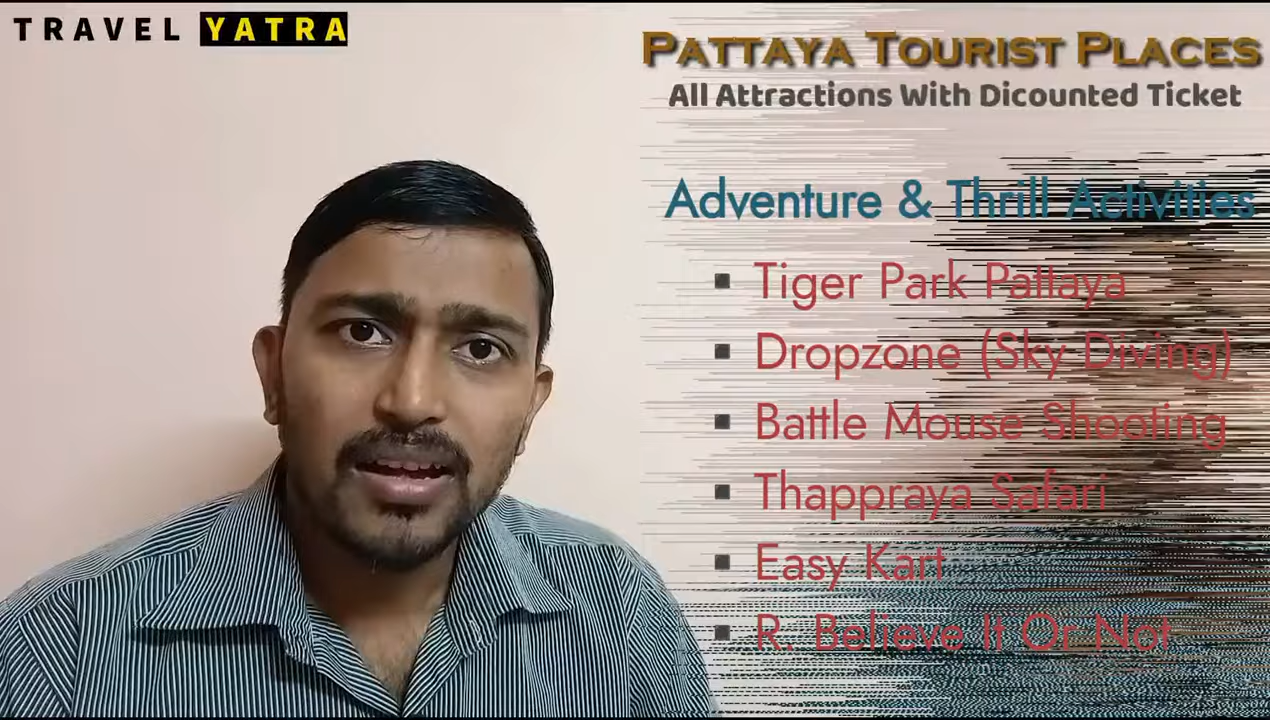 TRAVEL YATRA
PATTAYA TOURIST PLACES
All Attractions With Dicounted Ticket
Adventure & Thrill Activities
▪ Tiger Park Pattaya
▪ Dropzone (Sky Diving)
▪ Battle Mouse Shooting
▪ Thappraya Safari
▪ Easy Kart
▪ R. Believe It Or Not